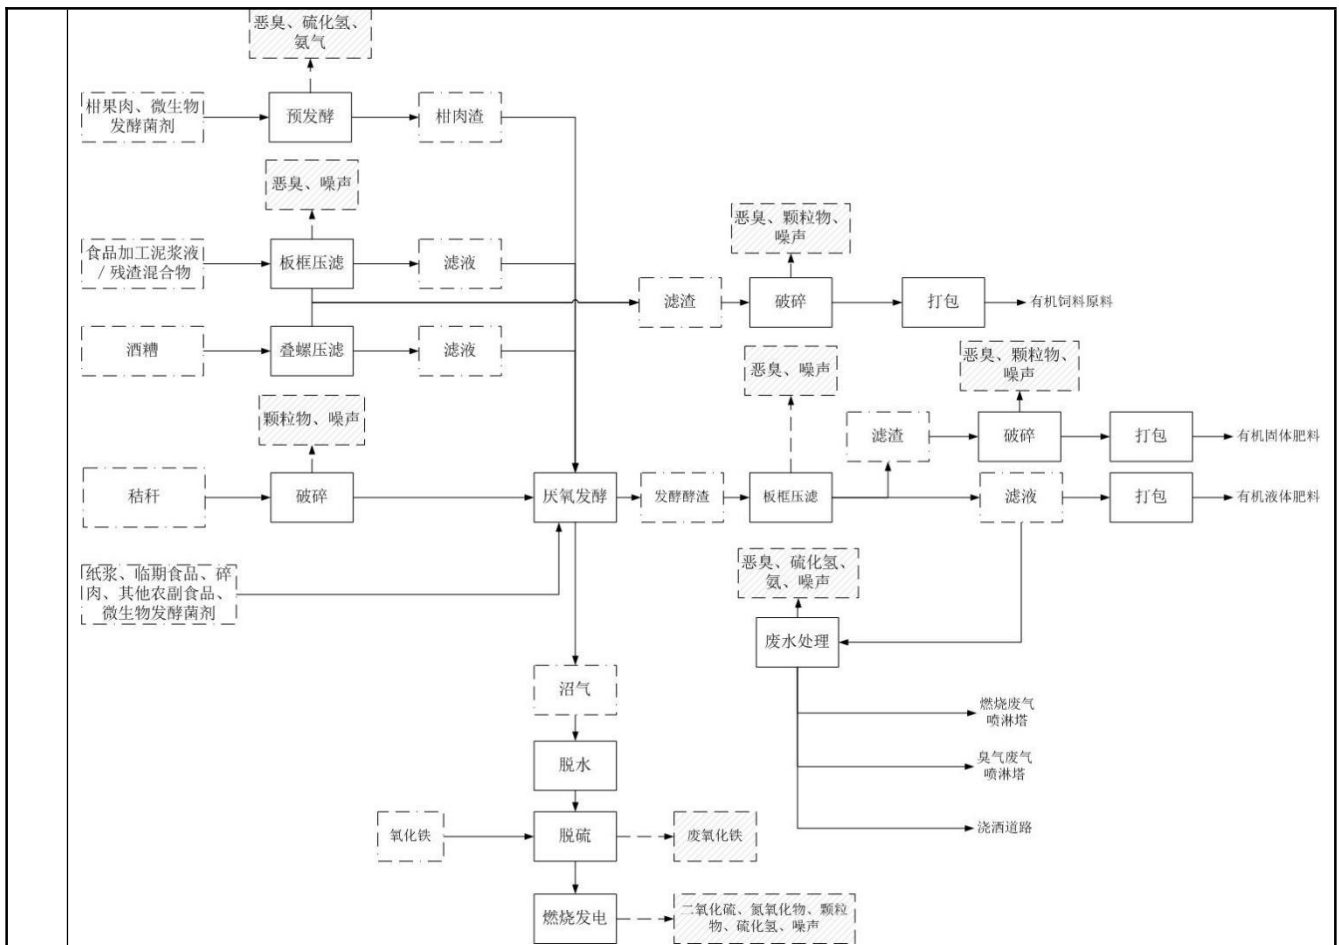 恶臭、硫化氢、
氨气
柑果肉、微生物
发酵菌剂
预发酵
柑肉渣
恶臭、噪声
食品加工泥浆液
/残渣混合物
板框压滤
滤液
恶臭、颗粒物、
噪声
滤渣
破碎
打包
有机饲料原料
酒糟
叠螺压滤
滤液
恶臭、噪声
恶臭、颗粒物、
噪声
颗粒物、噪声
滤渣
破碎
打包
有机固体肥料
秸秆
破碎
厌氧发酵
发酵酵渣
板框压滤
滤液
打包
有机液体肥料
纸浆、临期食品、碎
肉、其他农副食品、
微生物发酵菌剂
恶臭、硫化氢、
氨、噪声
废水处理
沼气
燃烧废气
喷淋塔
脱水
臭气废气
喷淋塔
氧化铁
脱硫
废氧化铁
浇洒道路
燃烧发电
二氧化硫、氮氧化物、颗粒
物、硫化氢、噪声